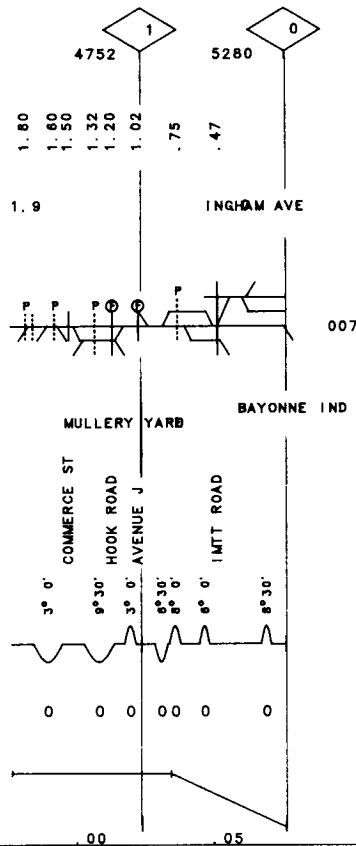 1 0
4752 5280
1.80 1.60 1.50 1.32 1.20 1.02 .75 .47
1.9 INGHAM AVE
P P P F F P
007
BAYONNE IND
MULLERY YARD
COMMERCE ST
HOOK ROAD
AVENUE J
IMTT ROAD
3° 0' 9°30' 3° 0' 8°30' 8° 0' 6° 0' 8°30'
0 0 0 0 0 0 0
.00 .05